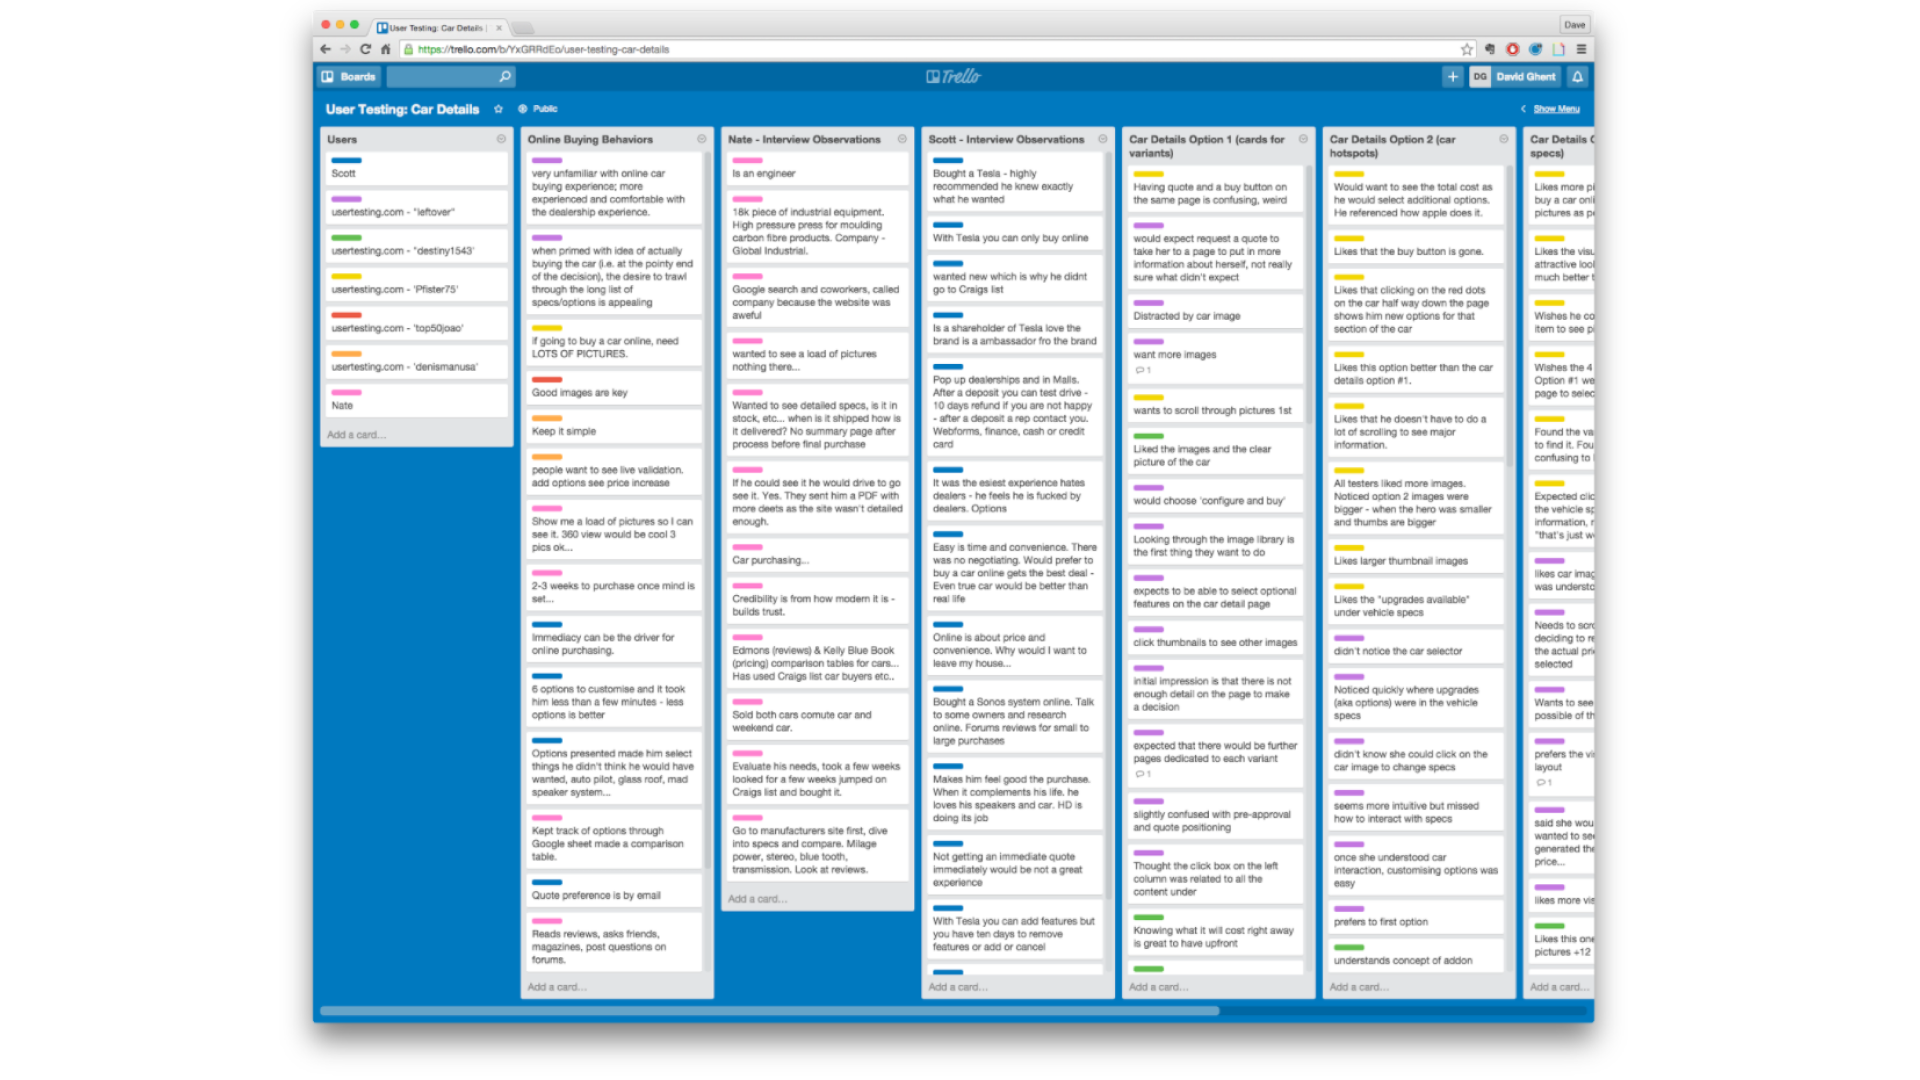 User Testing: Car Details |
Dave
https://trello.com/b/YxGRRdEo/user-testing-car-details
Boards
Trello
DG
David Ghent
User Testing: Car Details
Public
Show Menu
Users
Scott
usertesting.com - "leftover"
usertesting.com - "destiny1543'
usertesting.com - 'Pfister75'
usertesting.com - 'top50joao'
usertesting.com - 'denismanusa'
Nate
Add a card...
Online Buying Behaviors
very unfamiliar with online car
buying experience; more
experienced and comfortable with
the dealership experience.
when primed with idea of actually
buying the car (i.e. at the pointy end
of the decision), the desire to trawl
through the long list of
specs/options is appealing
if going to buy a car online, need
LOTS OF PICTURES.
Good images are key
Keep it simple
people want to see live validation.
add options see price increase
Show me a load of pictures so I can
see it. 360 view would be cool 3
pics ok...
2-3 weeks to purchase once mind is
set...
Immediacy can be the driver for
online purchasing.
6 options to customise and it took
him less than a few minutes - less
options is better
Options presented made him select
things he didn't think he would have
wanted, auto pilot, glass roof, mad
speaker system...
Kept track of options through
Google sheet made a comparison
table.
Quote preference is by email
Reads reviews, asks friends,
magazines, post questions on
forums.
Add a card...
Nate - Interview Observations
Is an engineer
18k piece of industrial equipment.
High pressure press for moulding
carbon fibre products. Company -
Global Industrial.
Google search and coworkers, called
company because the website was
aweful
wanted to see a load of pictures
nothing there...
Wanted to see detailed specs, is it in
stock, etc... when is it shipped how is
it delivered? No summary page after
process before final purchase
If he could see it he would drive to go
see it. Yes. They sent him a PDF with
more deets as the site wasn't detailed
enough.
Car purchasing...
Credibility is from how modern it is -
builds trust.
Edmons (reviews) & Kelly Blue Book
(pricing) comparison tables for cars...
Has used Craigs list car buyers etc..
Sold both cars comute car and
weekend car.
Evaluate his needs, took a few weeks
looked for a few weeks jumped on
Craigs list and bought it.
Go to manufacturers site first, dive
into specs and compare. Milage
power, stereo, blue tooth,
transmission. Look at reviews.
Add a card...
Scott - Interview Observations
Bought a Tesla - highly
recommended he knew exactly
what he wanted
With Tesla you can only buy online
wanted new which is why he didnt
go to Craigs list
Is a shareholder of Tesla love the
brand is a ambassador fro the brand
Pop up dealerships and in Malls.
After a deposit you can test drive -
10 days refund if you are not happy
- after a deposit a rep contact you.
Webforms, finance, cash or credit
card
It was the esiest experience hates
dealers - he feels he is fucked by
dealers. Options
Easy is time and convenience. There
was no negotiating. Would prefer to
buy a car online gets the best deal -
Even true car would be better than
real life
Online is about price and
convenience. Why would I want to
leave my house...
Bought a Sonos system online. Talk
to some owners and research
online. Forums reviews for small to
large purchases
Makes him feel good the purchase.
When it complements his life. he
loves his speakers and car. HD is
doing its job
Not getting an immediate quote
immediately would be not a great
experience
With Tesla you can add features but
you have ten days to remove
features or add or cancel
Add a card...
Car Details Option 1 (cards for
variants)
Having quote and a buy button on
the same page is confusing, weird
would expect request a quote to
take her to a page to put in more
information about herself, not really
sure what didn't expect
Distracted by car image
want more images
1
wants to scroll through pictures 1st
Liked the images and the clear
picture of the car
would choose 'configure and buy'
Looking through the image library is
the first thing they want to do
expects to be able to select optional
features on the car detail page
click thumbnails to see other images
initial impression is that there is not
enough detail on the page to make
a decision
expected that there would be further
pages dedicated to each variant
1
slightly confused with pre-approval
and quote positioning
Thought the click box on the left
column was related to all the
content under
Knowing what it will cost right away
is great to have upfront
Add a card...
Car Details Option 2 (car
hotspots)
Would want to see the total cost as
he would select additional options.
He referenced how apple does it.
Likes that the buy button is gone.
Likes that clicking on the red dots
on the car half way down the page
shows him new options for that
section of the car
Likes this option better than the car
details option #1.
Likes that he doesn't have to do a
lot of scrolling to see major
information.
All testers liked more images.
Noticed option 2 images were
bigger - when the hero was smaller
and thumbs are bigger
Likes larger thumbnail images
Likes the "upgrades available"
under vehicle specs
didn't notice the car selector
Noticed quickly where upgrades
(aka options) were in the vehicle
specs
didn't know she could click on the
car image to change specs
seems more intuitive but missed
how to interact with specs
once she understood car
interaction, customising options was
easy
prefers to first option
understands concept of addon
Add a card...
Car Details
specs)
Likes more
buy a car
pictures as
Likes the
attractive
much better
Wishes he
item to see
Wishes the 4
Option #1
page to
Found the
to find it.
confusing to
Expected
the vehicle
information,
"that's just
likes car
was
Needs to
deciding to
the actual
selected
Wants to see
possible of
prefers the
layout
1
said she
wanted to
generated
price...
likes more
Likes this
pictures +12
Add a card...